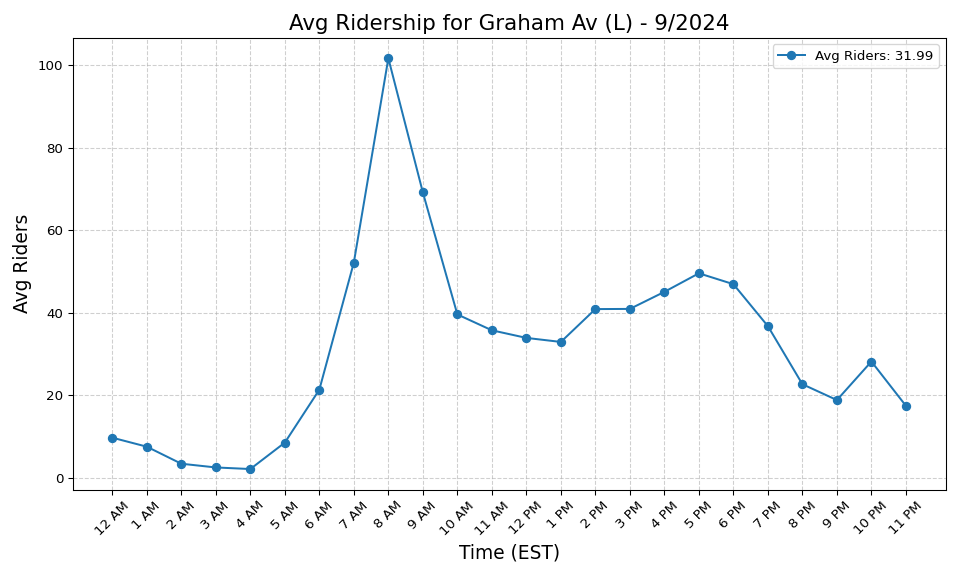 Avg Ridership for Graham Av (L) - 9/2024
Avg Riders: 31.99
Avg Riders
100
80
60
40
20
0
12 AM
1 AM
2 AM
3 AM
4 AM
5 AM
6 AM
7 AM
8 AM
9 AM
10 AM
11 AM
12 PM
1 PM
2 PM
3 PM
4 PM
5 PM
6 PM
7 PM
8 PM
9 PM
10 PM
11 PM
Time (EST)